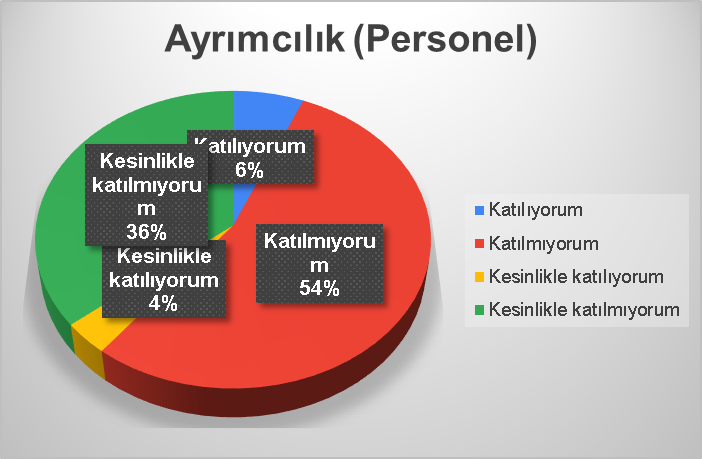 Ayrımcılık (Personel)
Katılıyorum
6%
Kesinlikle
katılmıyoru
m
36%
Katılmıyoru
m
54%
Kesinlikle
katılıyorum
4%
Katılıyorum
Katılmıyorum
Kesinlikle katılıyorum
Kesinlikle katılmıyorum